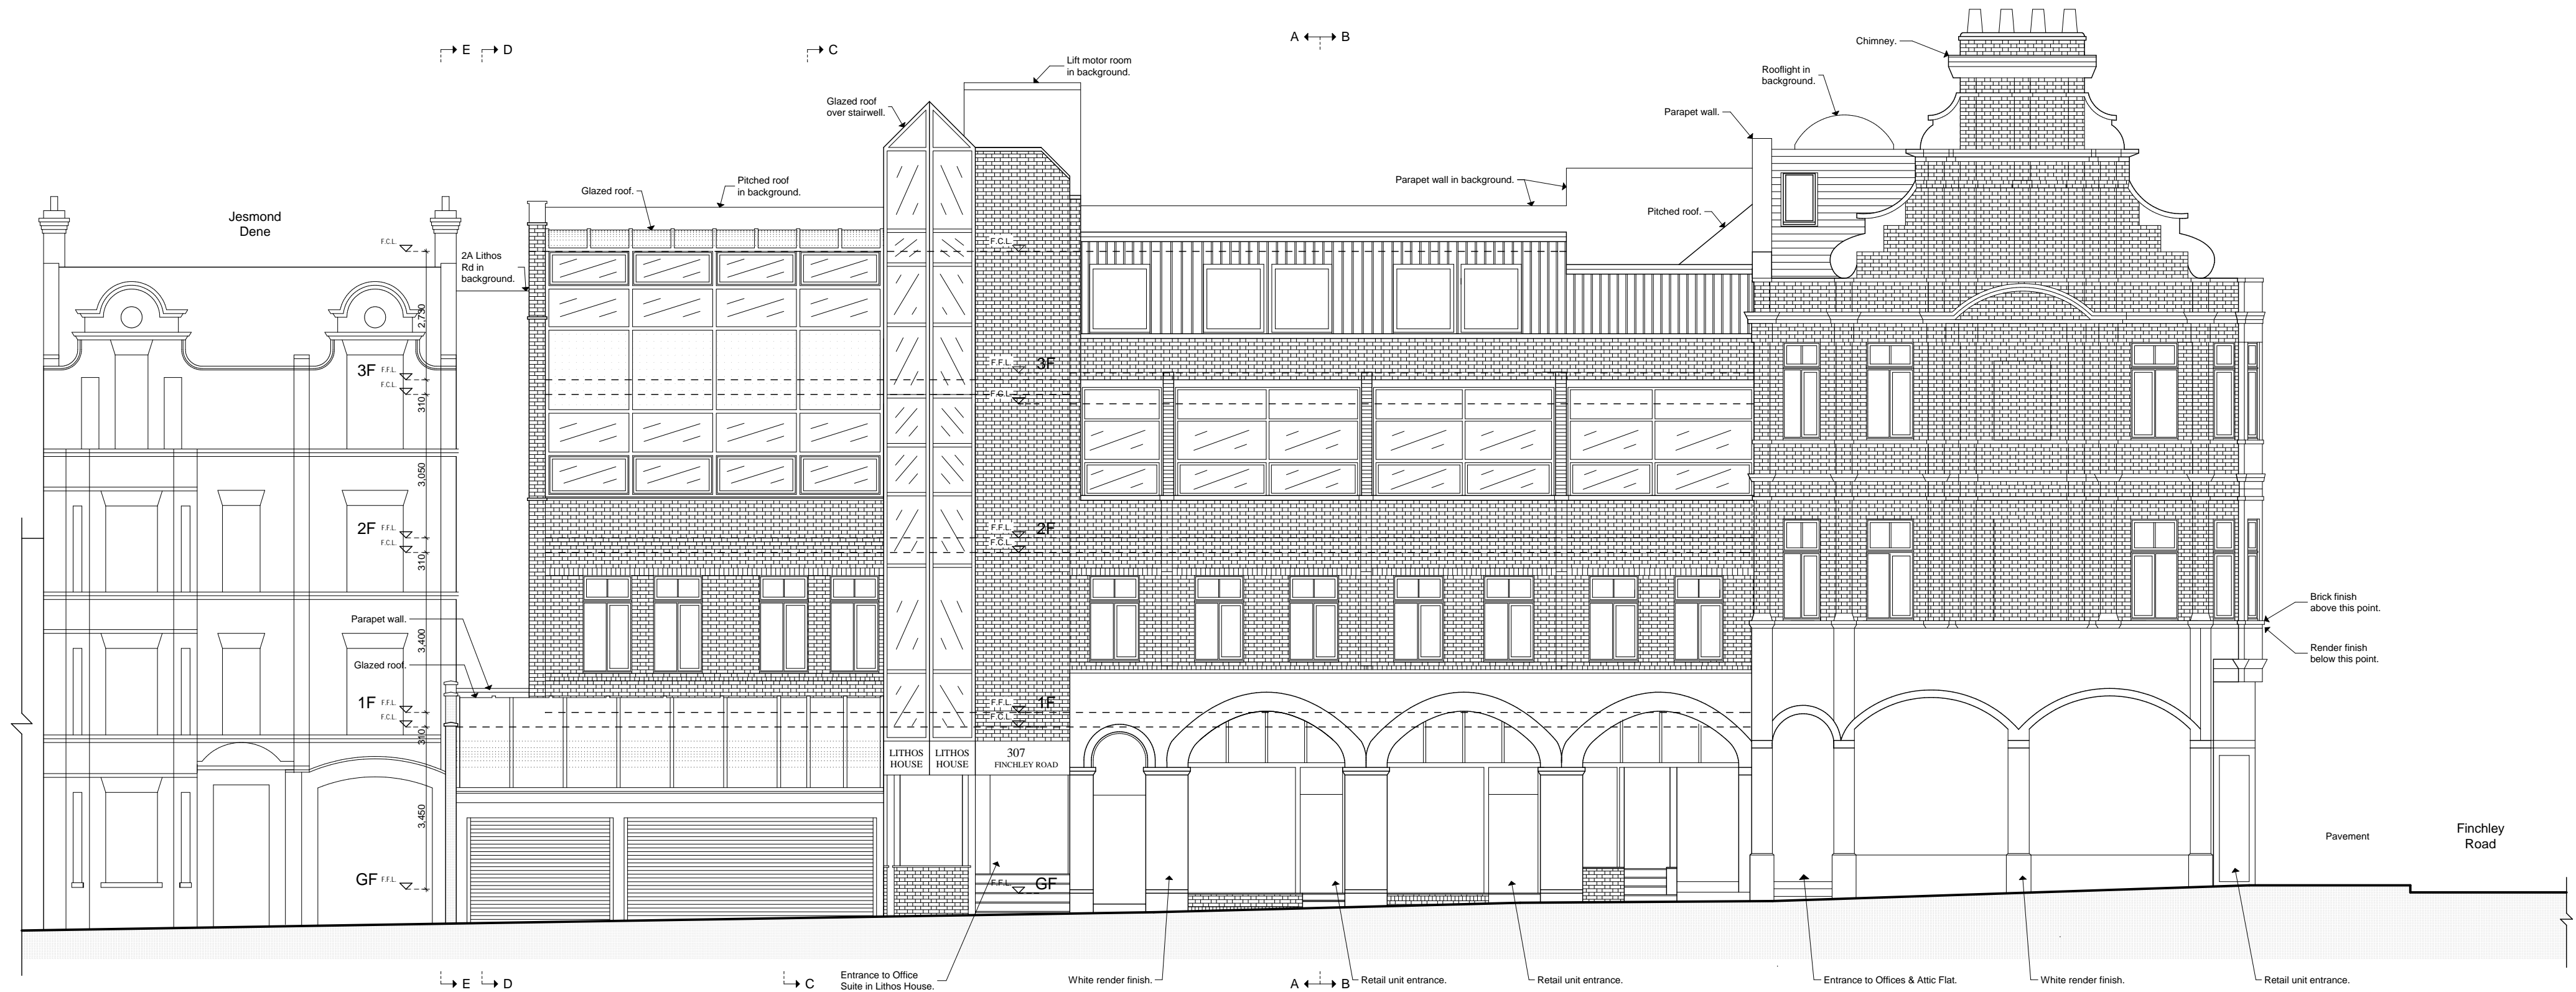 E
D
C
A
B
Chimney.
Lift motor room
in background.
Rooflight in
background.
Glazed roof
over stairwell.
Parapet wall.
Pitched roof
in background.
Glazed roof.
Parapet wall in background.
Pitched roof.
Jesmond
Dene
F.C.L.
F.C.L.
2A Lithos
Rd in
background.
2,730
3F
F.F.L.
F.C.L.
310
F.F.L.
3F
F.C.L.
3,050
2F
F.F.L.
F.C.L.
310
F.F.L.
2F
F.C.L.
Brick finish
above this point.
Parapet wall.
3,400
Render finish
below this point.
Glazed roof.
1F
F.F.L.
F.C.L.
310
F.F.L.
1F
F.C.L.
LITHOS
HOUSE
LITHOS
HOUSE
307
FINCHLEY ROAD
3,450
Pavement
Finchley
Road
GF
F.F.L.
F.F.L.
GF
E
D
C
Entrance to Office
Suite in Lithos House.
White render finish.
A
B
Retail unit entrance.
Retail unit entrance.
Entrance to Offices & Attic Flat.
White render finish.
Retail unit entrance.